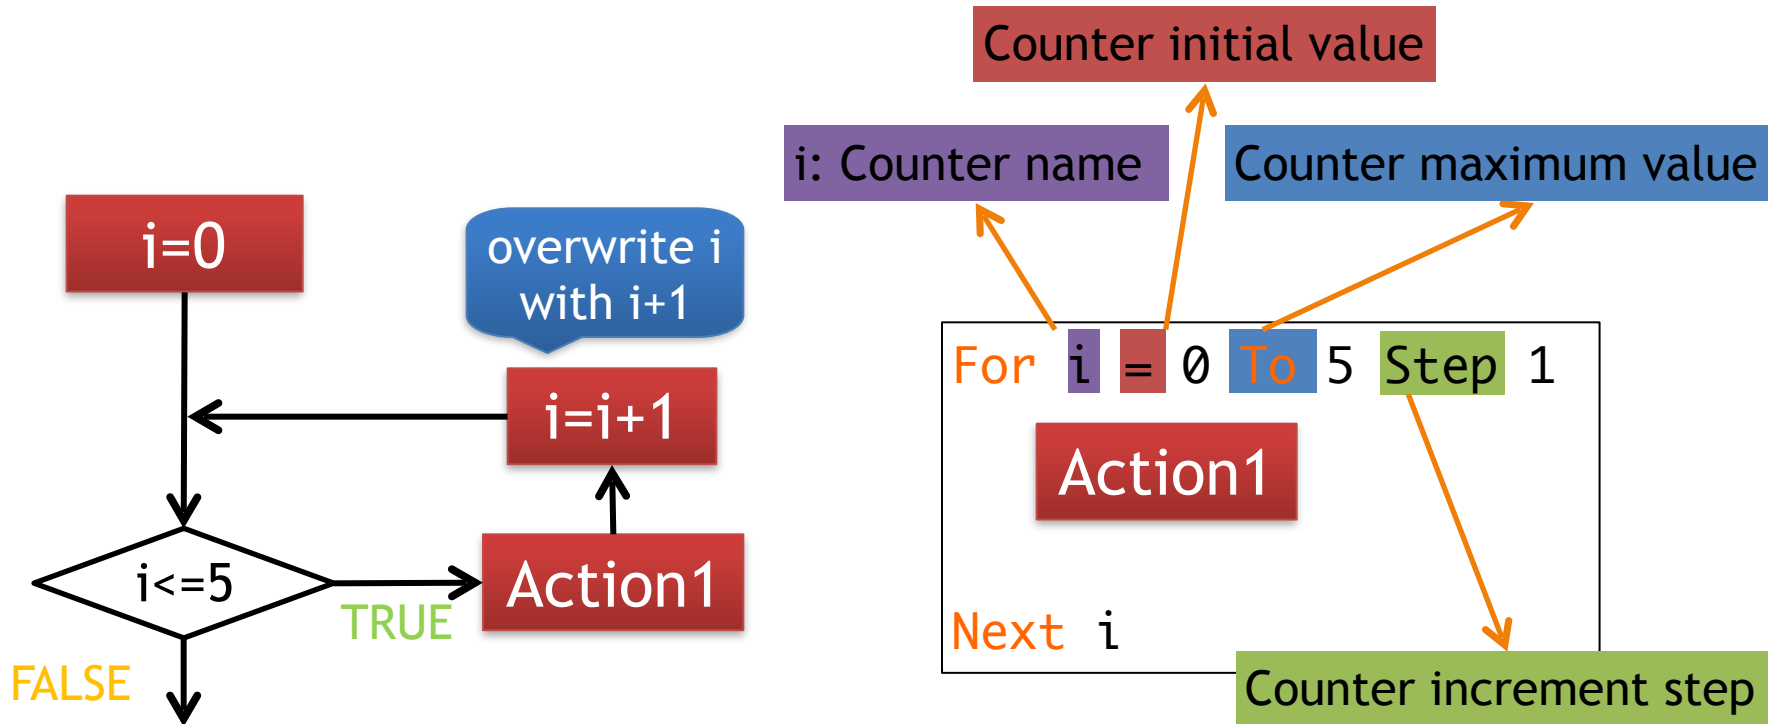 Counter initial value
i: Counter name
Counter maximum value
i=0
overwrite i
with i+1
i=i+1
i<=5
TRUE
Action1
FALSE
For i = 0 To 5 Step 1
Action1
Next i
Counter increment step